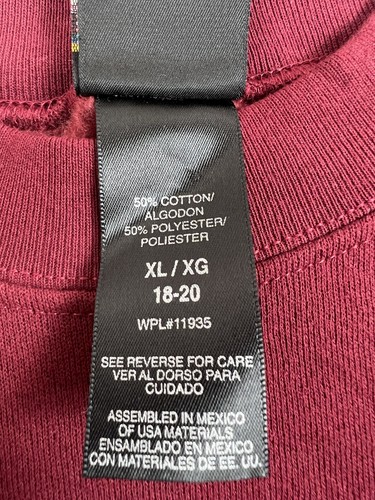 50% COTTON/
ALGODON
50% POLYESTER/
POLIESTER
XL / XG
18-20
WPL#11935
SEE REVERSE FOR CARE
VER AL DORSO PARA
CUIDADO
ASSEMBLED IN MEXICO
OF USA MATERIALS
ENSAMBLADO EN MEXICO
CON MATERIALES DE EE. UU.